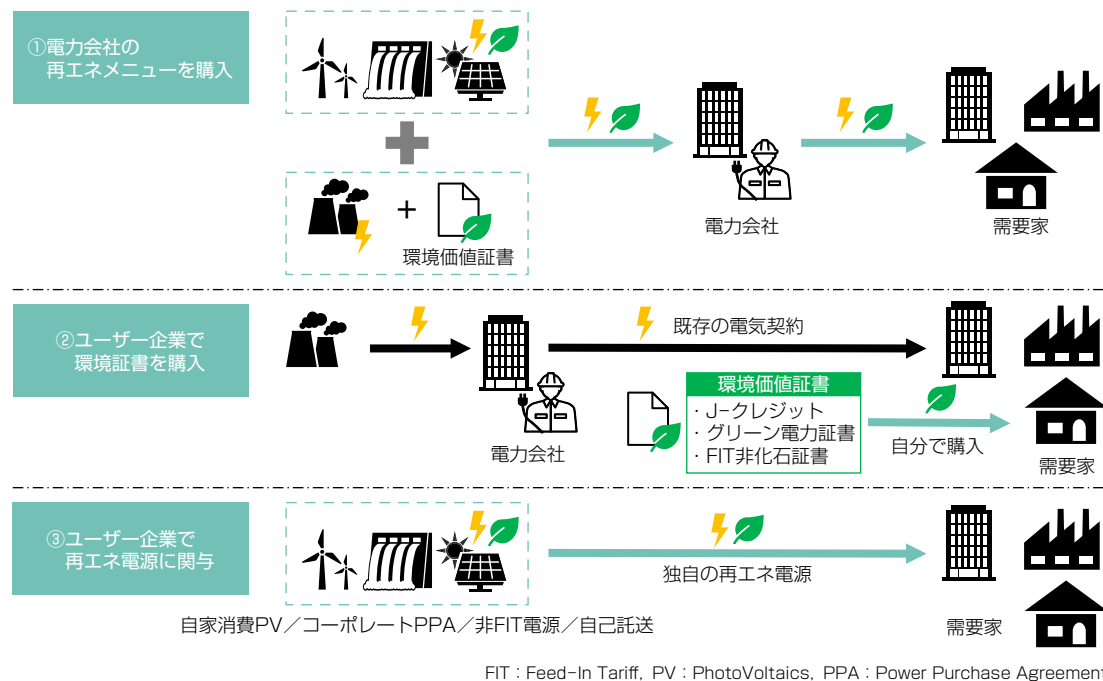 ①電力会社の
再エネメニューを購入
+
環境価値証書
電力会社
需要家
②ユーザー企業で
環境証書を購入
既存の電気契約
環境価値証書
・J-クレジット
・グリーン電力証書
・FIT非化石証書
自分で購入
電力会社
需要家
③ユーザー企業で
再エネ電源に関与
独自の再エネ電源
自家消費PV／コーポレートPPA／非FIT電源／自己託送
需要家
FIT：Feed-In Tariff, PV：PhotoVoltaics, PPA：Power Purchase Agreement